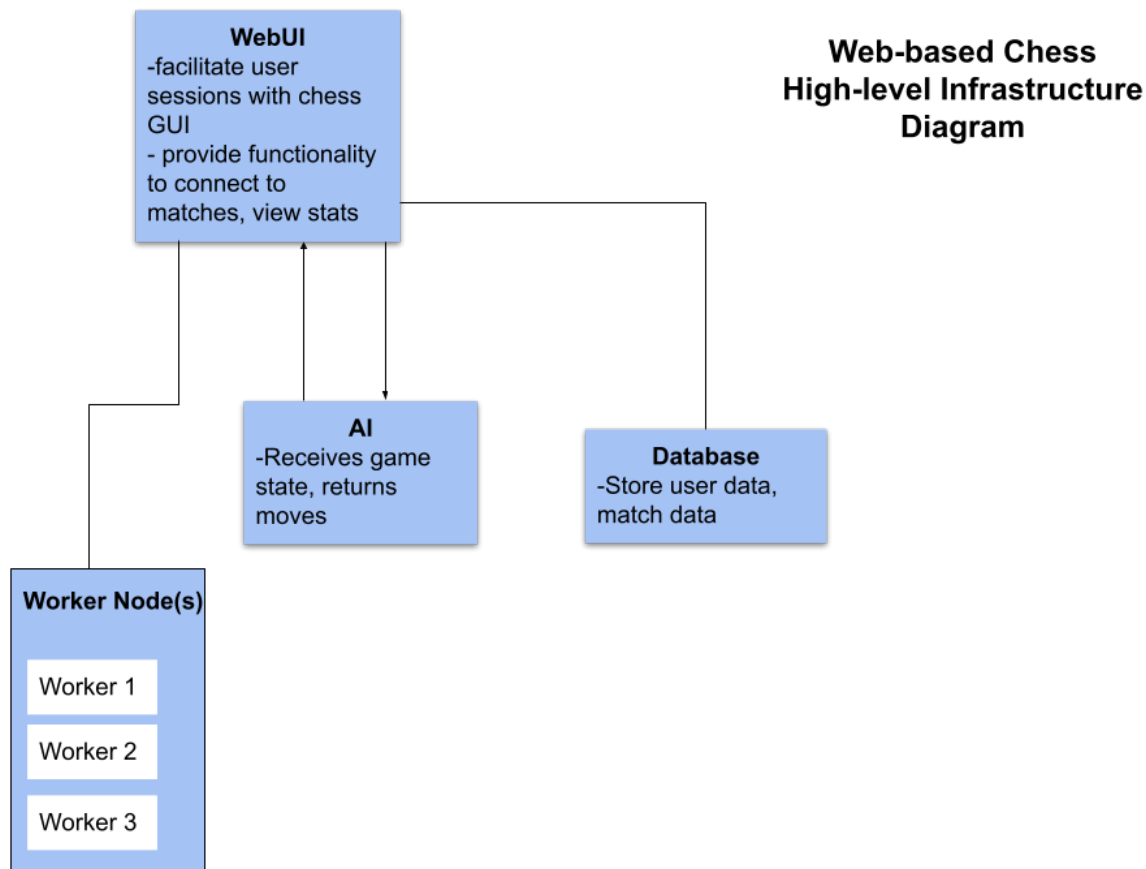 WebUI
-facilitate user
sessions with chess
GUI
- provide functionality
to connect to
matches, view stats
Web-based Chess
High-level Infrastructure
Diagram
AI
-Receives game
state, returns
moves
Database
-Store user data,
match data
Worker Node(s)
Worker 1
Worker 2
Worker 3